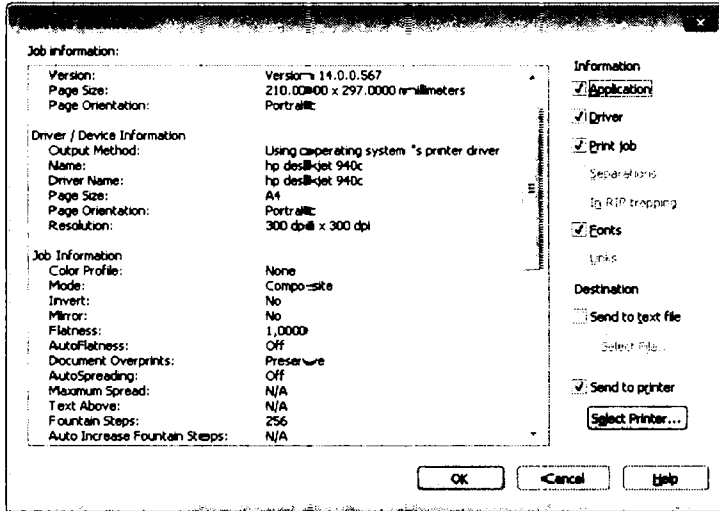 Job information:
Version: Version 14.0.0.567
Page Size: 210.0000 x 297.0000 millimeters
Page Orientation: Portrait
Driver / Device Information
Output Method: Using operating system's printer driver
Name: hp deskjet 940c
Driver Name: hp deskjet 940c
Page Size: A4
Page Orientation: Portrait
Resolution: 300 dpi x 300 dpi
Job Information
Color Profile: None
Mode: Composite
Invert: No
Mirror: No
Flatness: 1,0000
AutoFlatness: Off
Document Overprints: Preserve
AutoSpreading: Off
Maximum Spread: N/A
Text Above: N/A
Fountain Steps: 256
Auto Increase Fountain Steps: N/A
Information
Application
Driver
Print job
Separations
In RIP trapping
Fonts
Links
Destination
Send to text file
Select File...
Send to printer
Select Printer...
OK
Cancel
Help